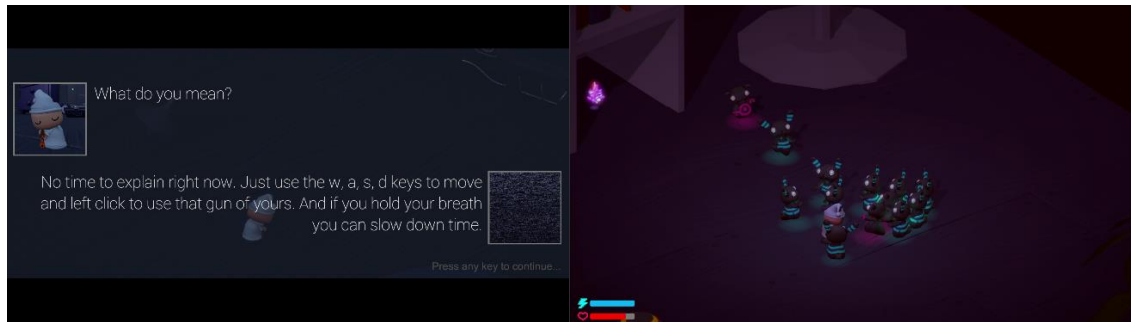 What do you mean?
No time to explain right now. Just use the w, a, s, d keys to move
and left click to use that gun of yours. And if you hold your breath
you can slow down time.
Press any key to continue...